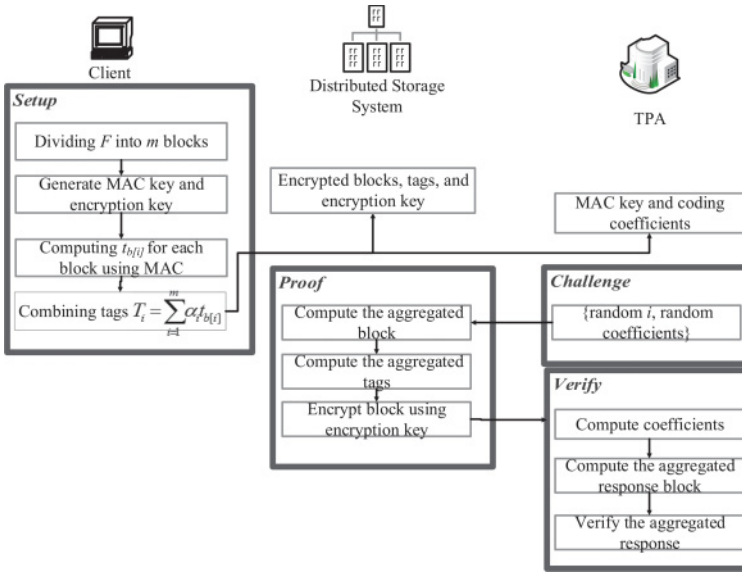 Client
Distributed Storage
System
TPA
Setup
Dividing F into m blocks
Generate MAC key and
encryption key
Computing t_b[i] for each
block using MAC
Combining tags T_i = ∑_{i=1}^{m} α_i t_b[i]
Encrypted blocks, tags, and
encryption key
MAC key and coding
coefficients
Proof
Compute the aggregated
block
Compute the aggregated
tags
Encrypt block using
encryption key
Challenge
{random i, random
coefficients}
Verify
Compute coefficients
Compute the aggregated
response block
Verify the aggregated
response